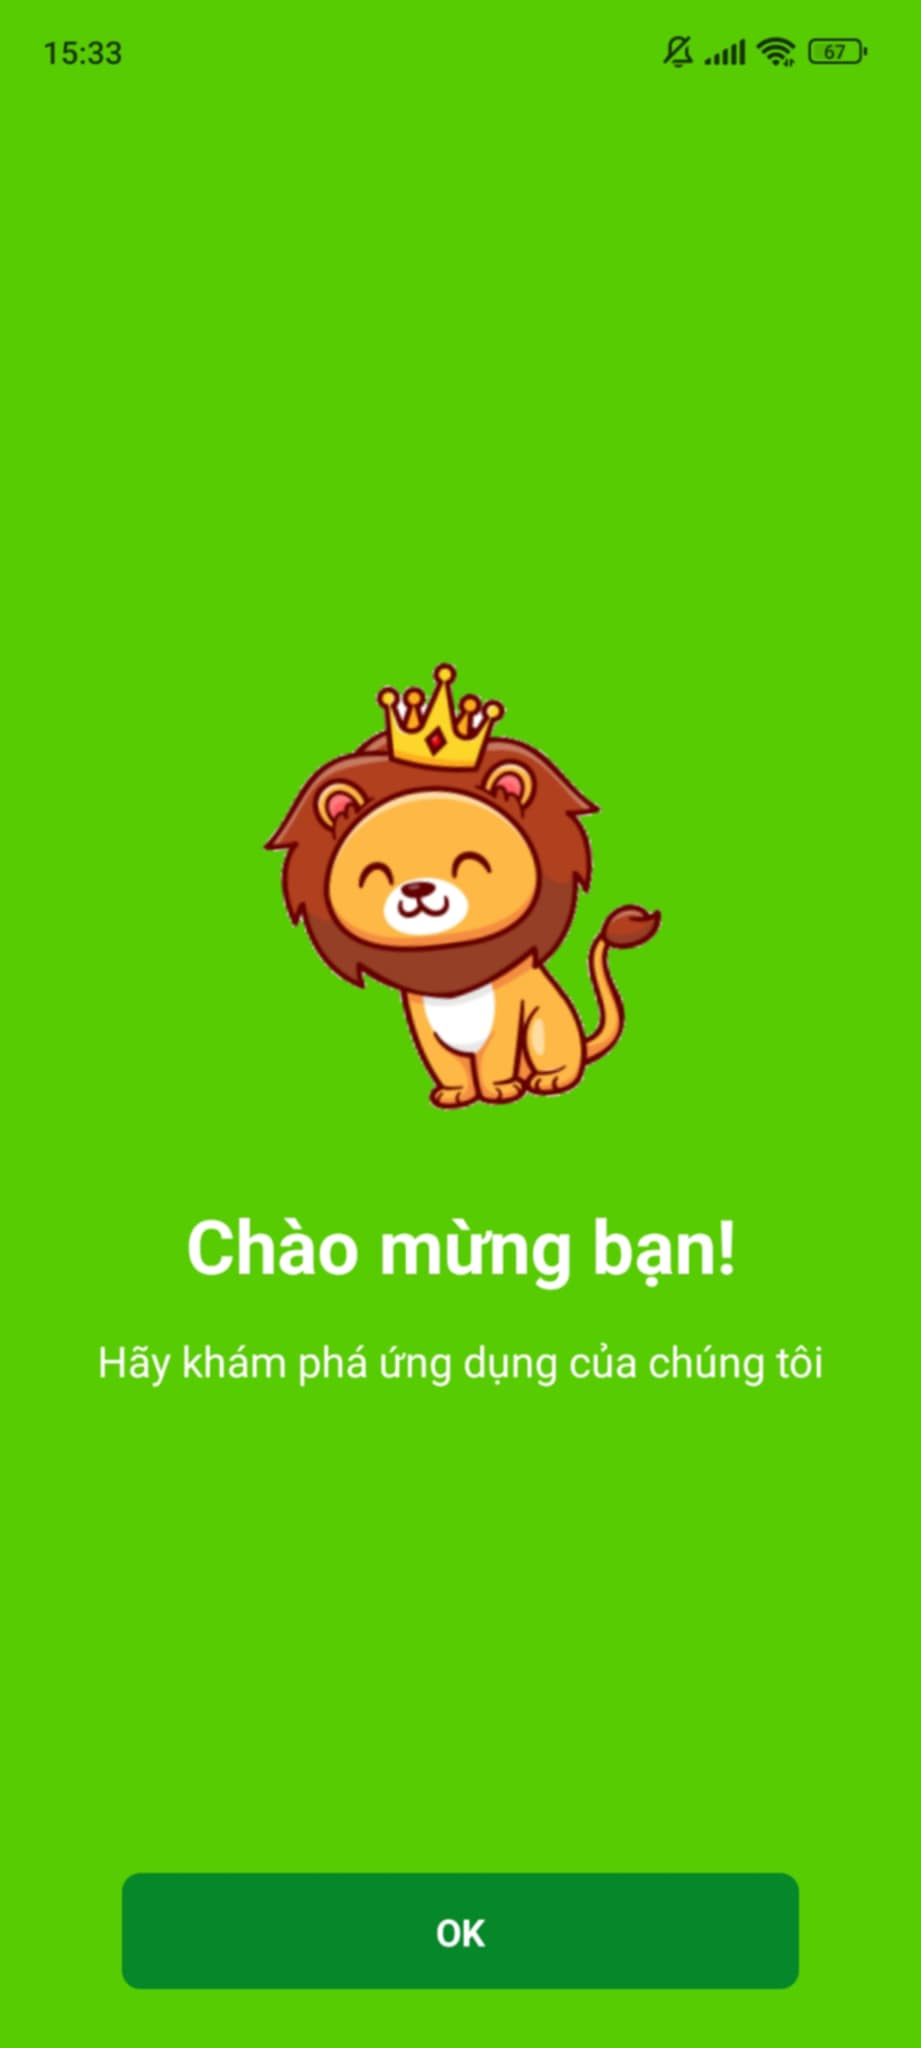 15:33
67
Chào mừng bạn!
Hãy khám phá ứng dụng của chúng tôi
OK